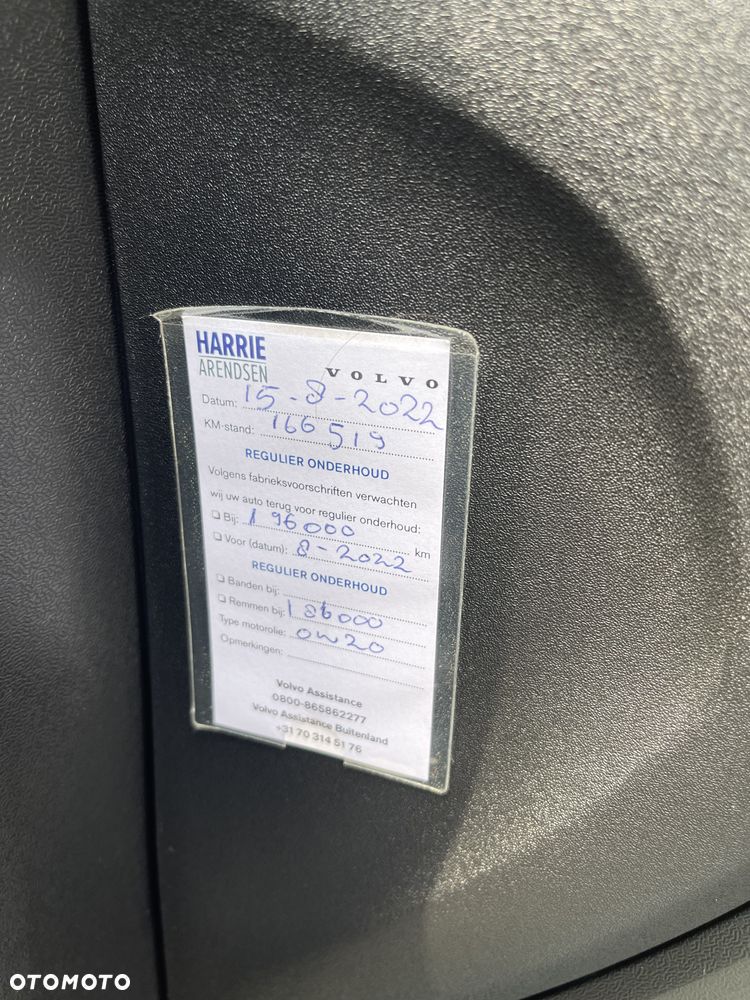 HARRIE
ARENDSEN
VOLVO
Datum: 15-8-2022
KM-stand: 166519
REGULIER ONDERHOUD
Volgens fabrieksvoorschriften verwachten
wij uw auto terug voor regulier onderhoud:
Bij: 196000 km
Voor (datum): 8-2022
REGULIER ONDERHOUD
Banden bij:
Remmen bij: 186000
Type motorolie: 0W20
Opmerkingen:
Volvo Assistance
0800-865862277
Volvo Assistance Buitenland
+31 70 314 51 76
OTOMOTO